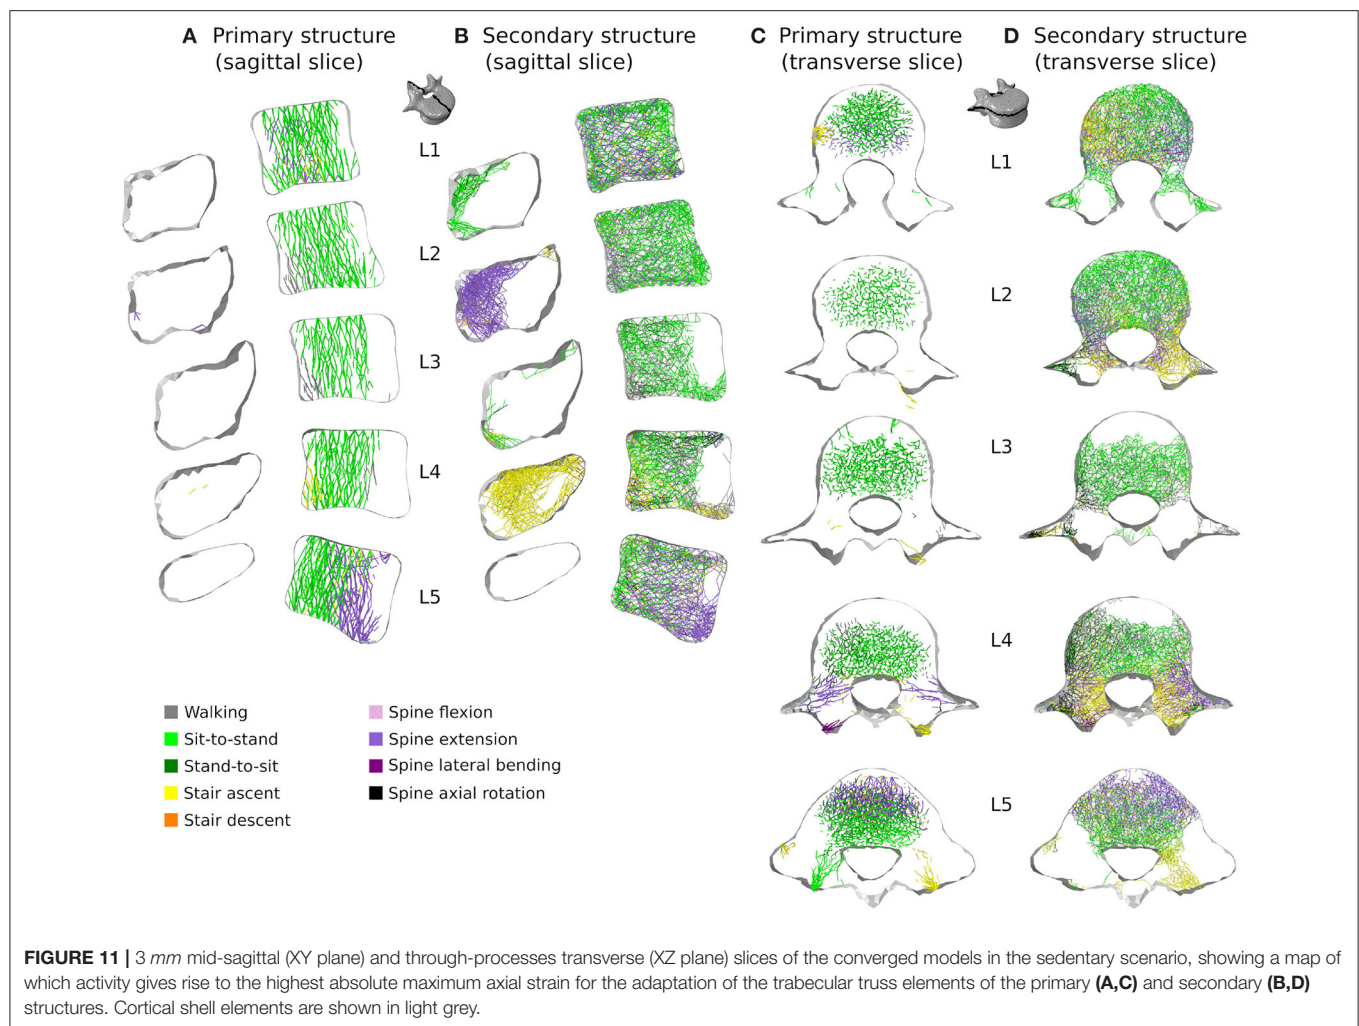 A Primary structure
(sagittal slice)
B Secondary structure
(sagittal slice)
C Primary structure
(transverse slice)
D Secondary structure
(transverse slice)
L1
L2
L3
L4
L5
L1
L2
L3
L4
L5
Walking
Sit-to-stand
Stand-to-sit
Stair ascent
Stair descent
Spine flexion
Spine extension
Spine lateral bending
Spine axial rotation
FIGURE 11 | 3 mm mid-sagittal (XY plane) and through-processes transverse (XZ plane) slices of the converged models in the sedentary scenario, showing a map of
which activity gives rise to the highest absolute maximum axial strain for the adaptation of the trabecular truss elements of the primary (A,C) and secondary (B,D)
structures. Cortical shell elements are shown in light grey.